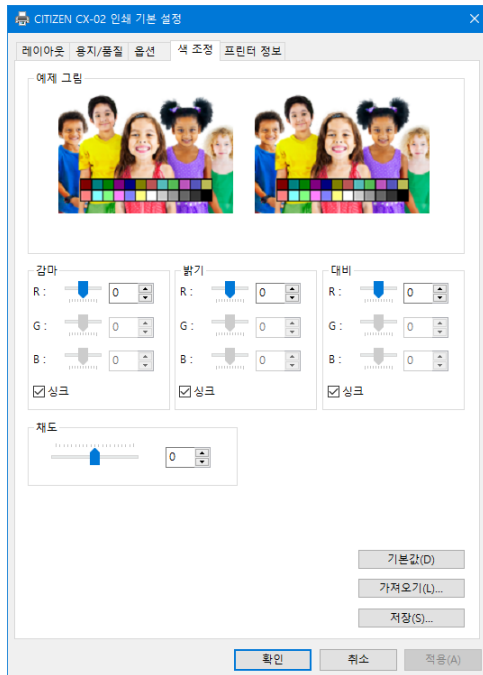 CITIZEN CX-02 인쇄 기본 설정
레이아웃 용지/품질 옵션 색 조정 프린터 정보
예제 그림
감마 밝기 대비
R : 0 R : 0 R : 0
G : 0 G : 0 G : 0
B : 0 B : 0 B : 0
싱크 싱크 싱크
채도
0
기본값(D)
가져오기(L)...
저장(S)...
확인 취소 적용(A)